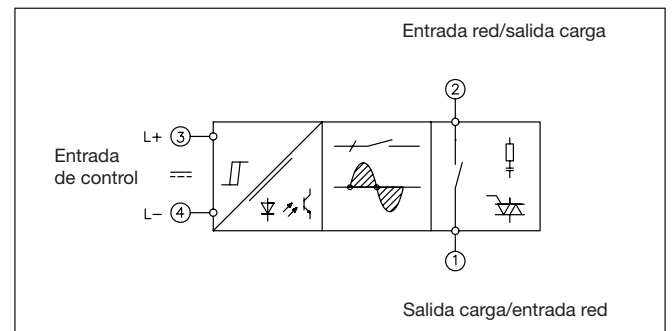 Entrada red/salida carga
2
L+ 3
Entrada
de control
L- 4
1
Salida carga/entrada red